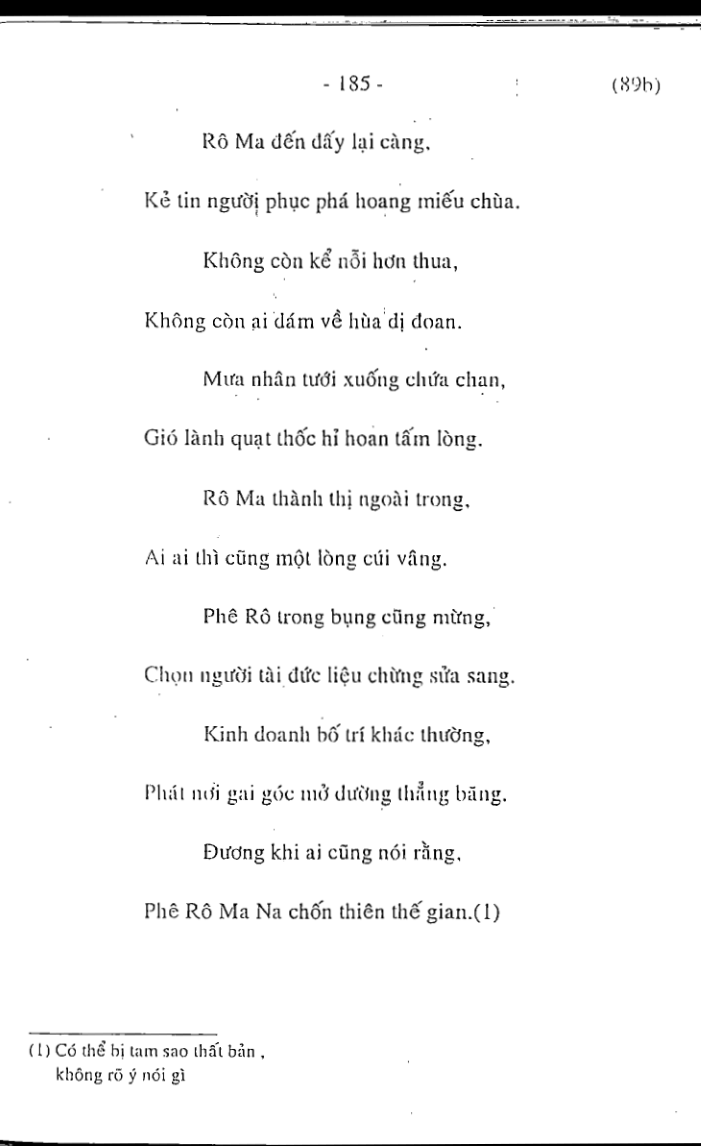 - 185 -
(89b)
Rô Ma đến đấy lại càng,
Kẻ tin người phục phá hoang miếu chùa.
Không còn kể nỗi hơn thua,
Không còn ai dám về hùa dị đoan.
Mưa nhân tưới xuống chứa chan,
Gió lành quạt thốc hỉ hoan tấm lòng.
Rô Ma thành thị ngoài trong,
Ai ai thì cũng một lòng cúi vâng.
Phê Rô trong bụng cũng mừng,
Chọn người tài đức liệu chừng sửa sang.
Kinh doanh bố trí khác thường,
Phát nơi gai góc mở đường thẳng băng.
Đương khi ai cũng nói rằng,
Phê Rô Ma Na chốn thiên thế gian.(1)
(1) Có thể bị tam sao thất bản ,
không rõ ý nói gì